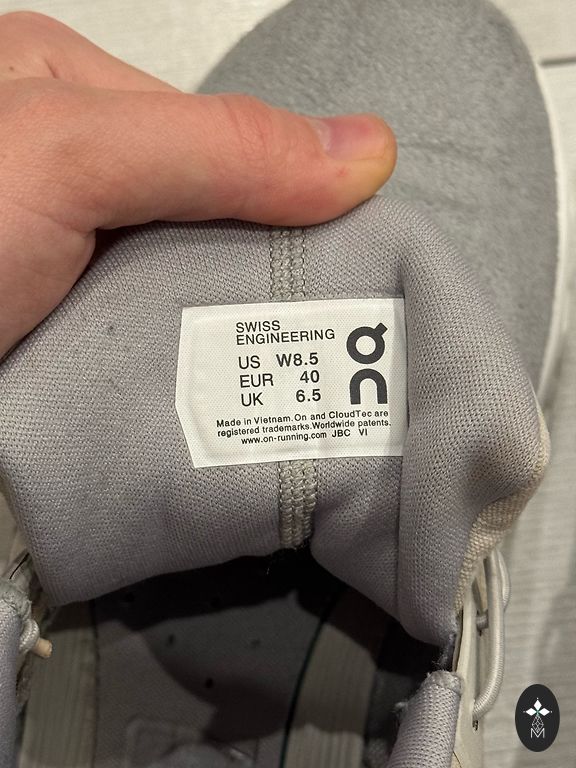 SWISS
ENGINEERING
US W8.5
EUR 40
UK 6.5
On
Made in Vietnam. On and CloudTec are
registered trademarks. Worldwide patents.
www.on-running.com JBC VI
M